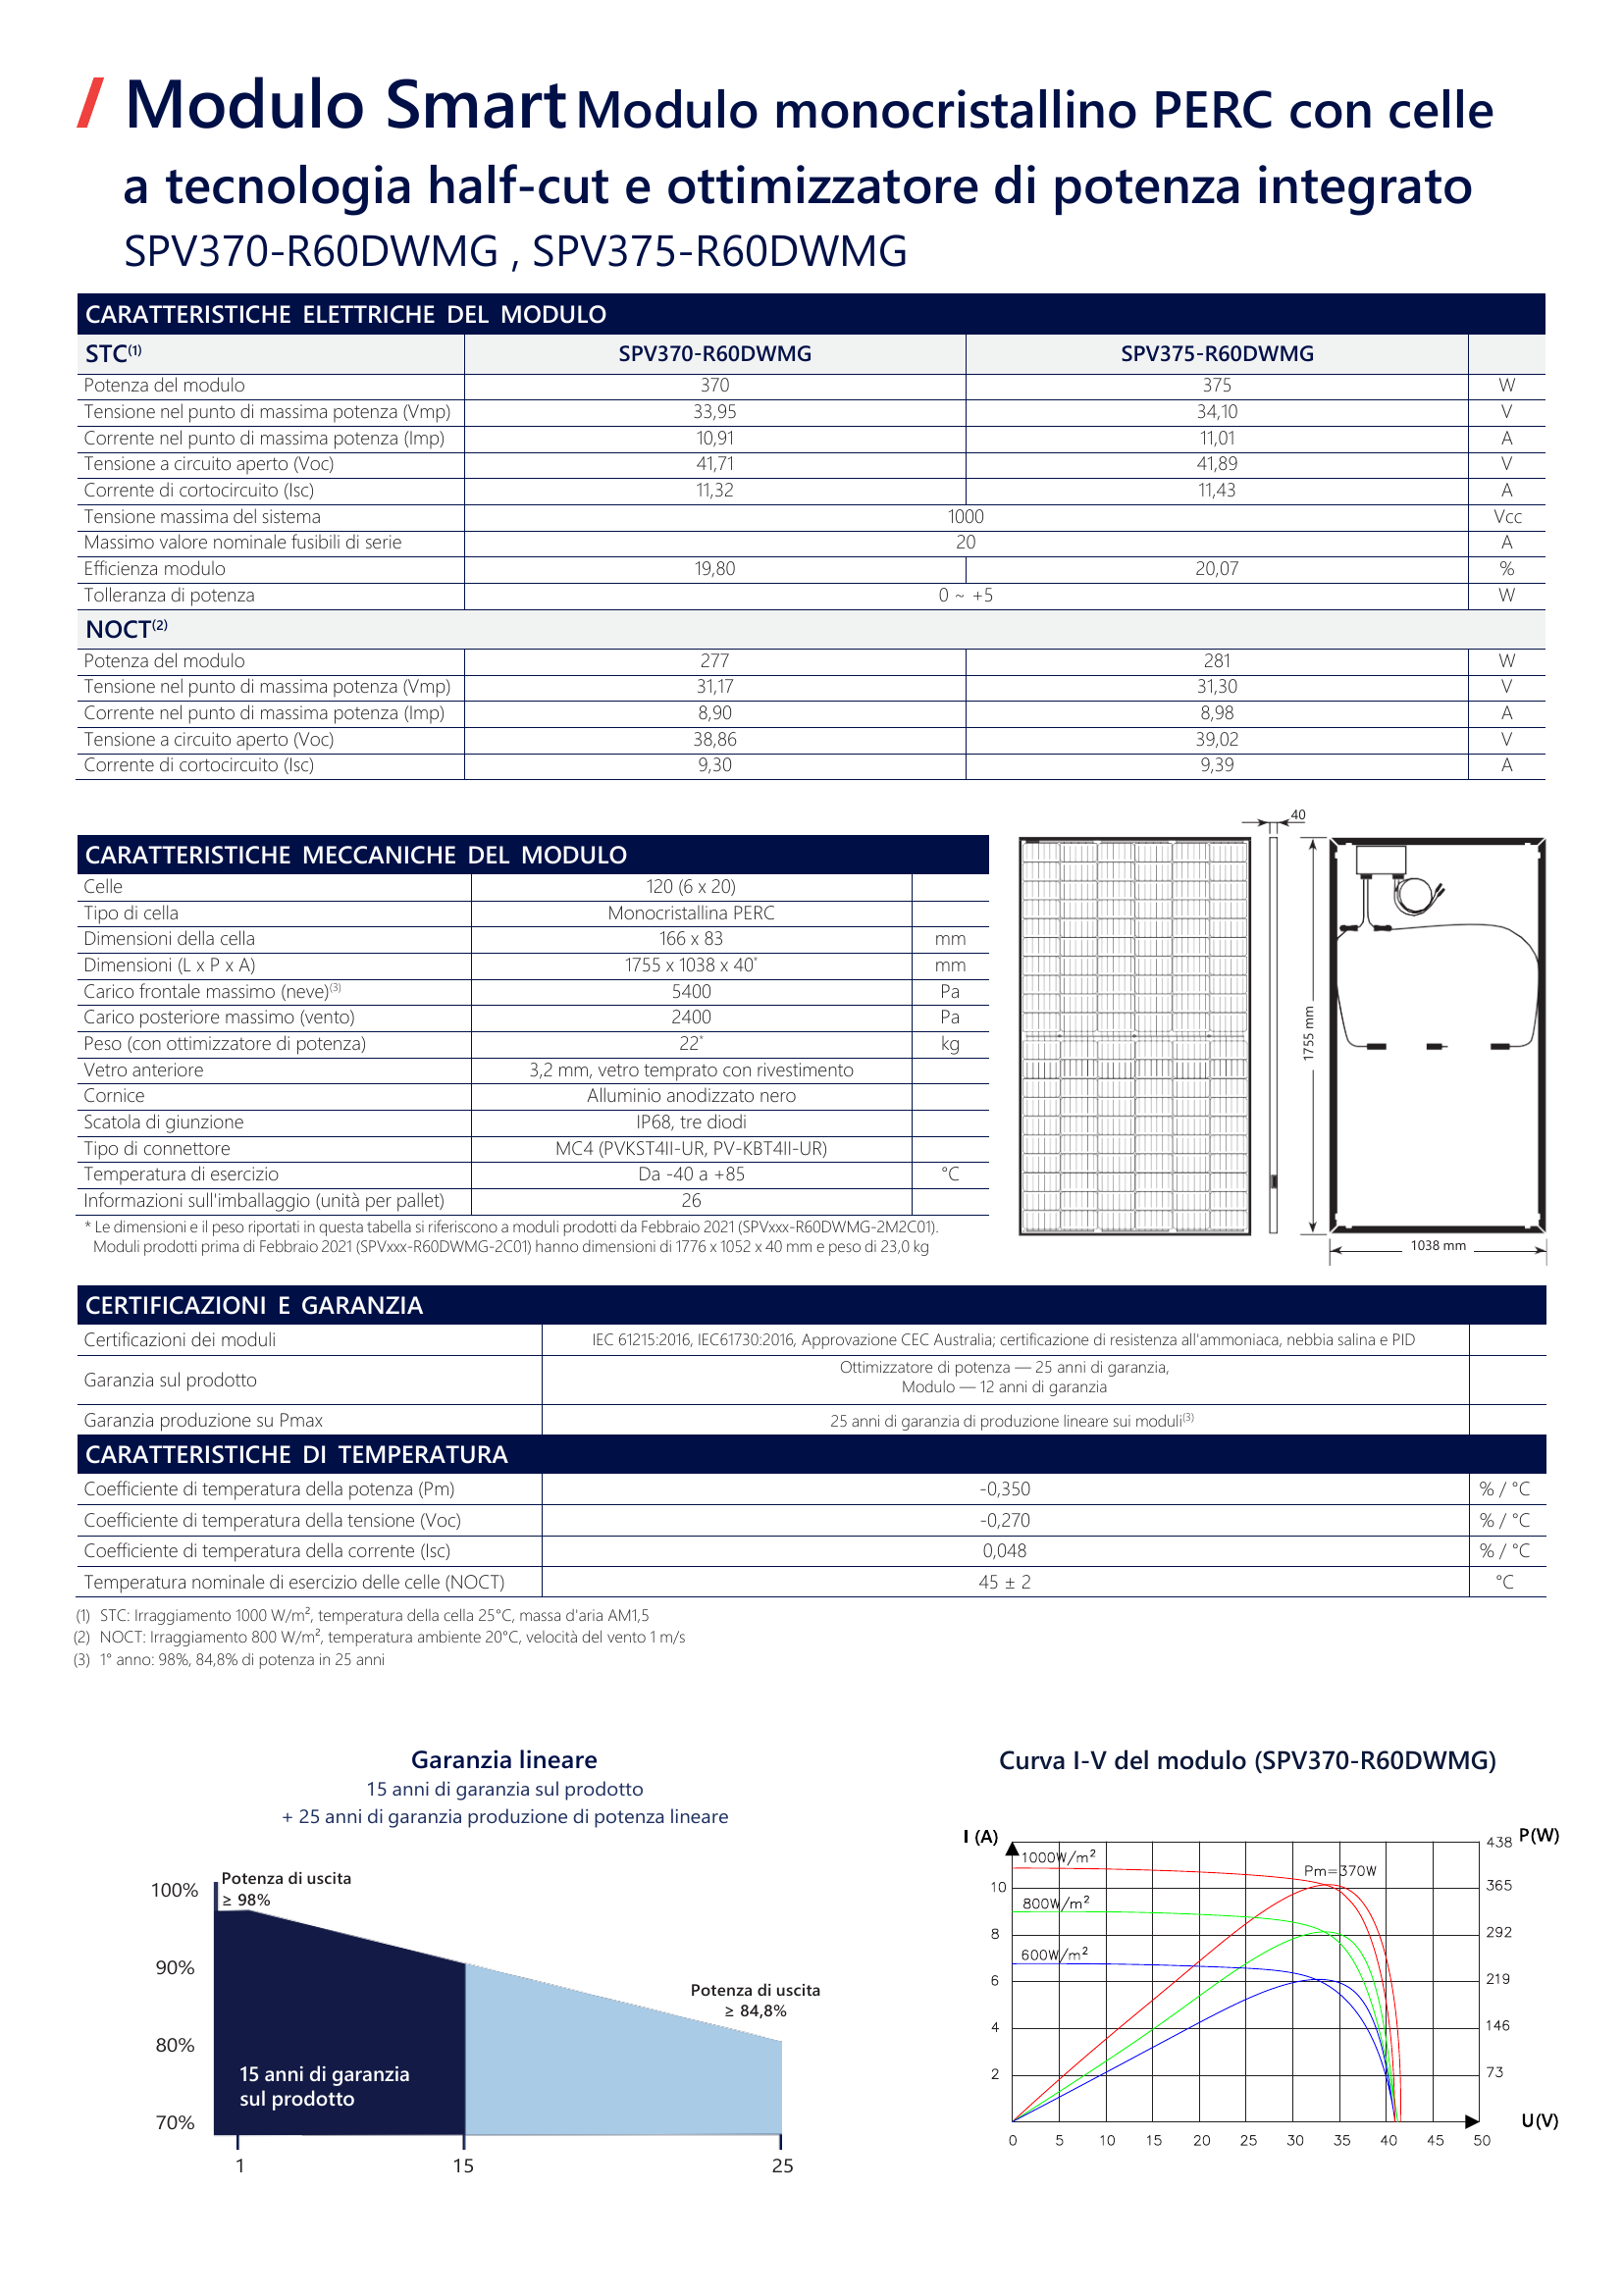 / Modulo Smart Modulo monocristallino PERC con celle
a tecnologia half-cut e ottimizzatore di potenza integrato
SPV370-R60DWMG , SPV375-R60DWMG
CARATTERISTICHE ELETTRICHE DEL MODULO
STC(1) SPV370-R60DWMG SPV375-R60DWMG
Potenza del modulo 370 375 W
Tensione nel punto di massima potenza (Vmp) 33,95 34,10 V
Corrente nel punto di massima potenza (Imp) 10,91 11,01 A
Tensione a circuito aperto (Voc) 41,71 41,89 V
Corrente di cortocircuito (Isc) 11,32 11,43 A
Tensione massima del sistema 1000 Vcc
Massimo valore nominale fusibili di serie 20 A
Efficienza modulo 19,80 20,07 %
Tolleranza di potenza 0 ~ +5 W
NOCT(2)
Potenza del modulo 277 281 W
Tensione nel punto di massima potenza (Vmp) 31,17 31,30 V
Corrente nel punto di massima potenza (Imp) 8,90 8,98 A
Tensione a circuito aperto (Voc) 38,86 39,02 V
Corrente di cortocircuito (Isc) 9,30 9,39 A
CARATTERISTICHE MECCANICHE DEL MODULO
Celle 120 (6 x 20)
Tipo di cella Monocristallina PERC
Dimensioni della cella 166 x 83 mm
Dimensioni (L x P x A) 1755 x 1038 x 40* mm
Carico frontale massimo (neve)(3) 5400 Pa
Carico posteriore massimo (vento) 2400 Pa
Peso (con ottimizzatore di potenza) 22* kg
Vetro anteriore 3,2 mm, vetro temprato con rivestimento
Cornice Alluminio anodizzato nero
Scatola di giunzione IP68, tre diodi
Tipo di connettore MC4 (PVKST4II-UR, PV-KBT4II-UR)
Temperatura di esercizio Da -40 a +85 °C
Informazioni sull'imballaggio (unità per pallet) 26
* Le dimensioni e il peso riportati in questa tabella si riferiscono a moduli prodotti da Febbraio 2021 (SPVxxx-R60DWMG-2M2C01).
Moduli prodotti prima di Febbraio 2021 (SPVxxx-R60DWMG-2C01) hanno dimensioni di 1776 x 1052 x 40 mm e peso di 23,0 kg
40
1755 mm
1038 mm
CERTIFICAZIONI E GARANZIA
Certificazioni dei moduli IEC 61215:2016, IEC61730:2016, Approvazione CEC Australia; certificazione di resistenza all'ammoniaca, nebbia salina e PID
Garanzia sul prodotto Ottimizzatore di potenza — 25 anni di garanzia,
Modulo — 12 anni di garanzia
Garanzia produzione su Pmax 25 anni di garanzia di produzione lineare sui moduli(3)
CARATTERISTICHE DI TEMPERATURA
Coefficiente di temperatura della potenza (Pm) -0,350 % / °C
Coefficiente di temperatura della tensione (Voc) -0,270 % / °C
Coefficiente di temperatura della corrente (Isc) 0,048 % / °C
Temperatura nominale di esercizio delle celle (NOCT) 45 ± 2 °C
(1) STC: Irraggiamento 1000 W/m², temperatura della cella 25°C, massa d'aria AM1,5
(2) NOCT: Irraggiamento 800 W/m², temperatura ambiente 20°C, velocità del vento 1 m/s
(3) 1° anno: 98%, 84,8% di potenza in 25 anni
Garanzia lineare
15 anni di garanzia sul prodotto
+ 25 anni di garanzia produzione di potenza lineare
100%
90%
80%
70%
Potenza di uscita
≥ 98%
Potenza di uscita
≥ 84,8%
15 anni di garanzia
sul prodotto
1 15 25
Curva I-V del modulo (SPV370-R60DWMG)
I (A) P(W)
1000W/m²
800W/m²
600W/m²
Pm=370W
10
8
6
4
2
438
365
292
219
146
73
U(V)
0 5 10 15 20 25 30 35 40 45 50